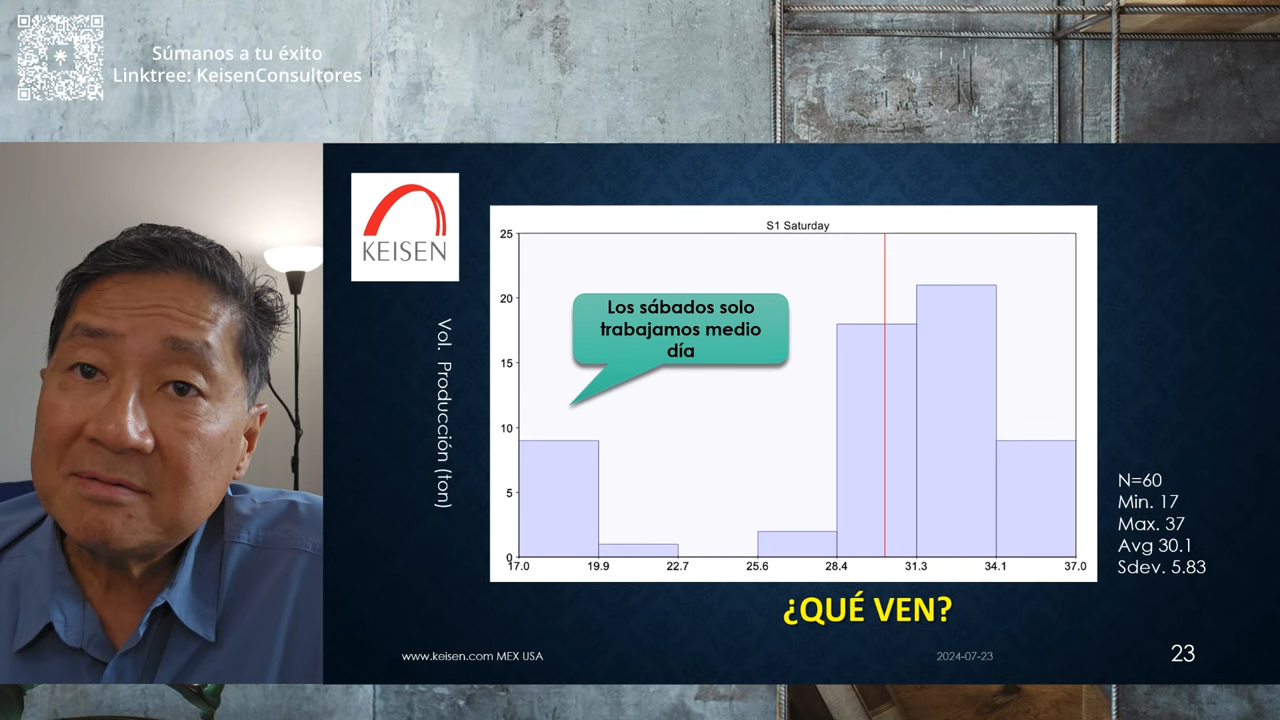 Súmanos a tu éxito
Linktree: KeisenConsultores
KEISEN
Vol. Producción (ton)
S1 Saturday
25
20
15
10
5
0
Los sábados solo
trabajamos medio
día
17.0 19.9 22.7 25.6 28.4 31.3 34.1 37.0
N=60
Min. 17
Max. 37
Avg 30.1
Sdev. 5.83
¿QUÉ VEN?
www.keisen.com MEX USA
2024-07-23
23